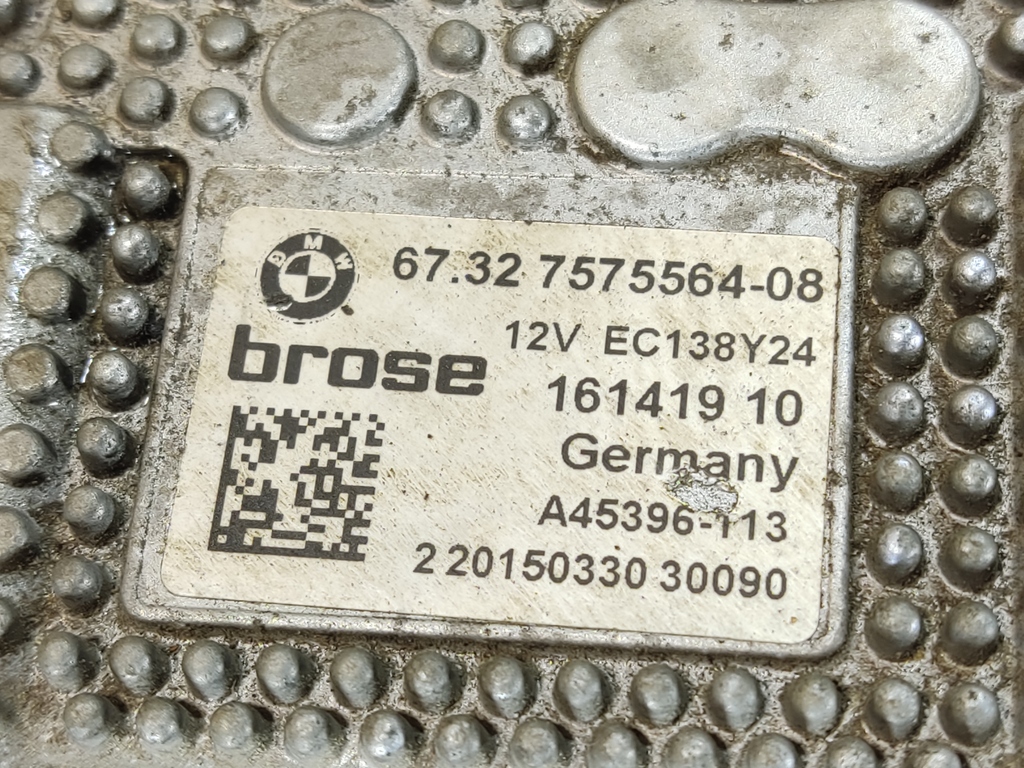 BMW
67.32 7575564-08
brose
12V EC138Y24
161419 10
Germany
A45396-113
2 20150330 30090